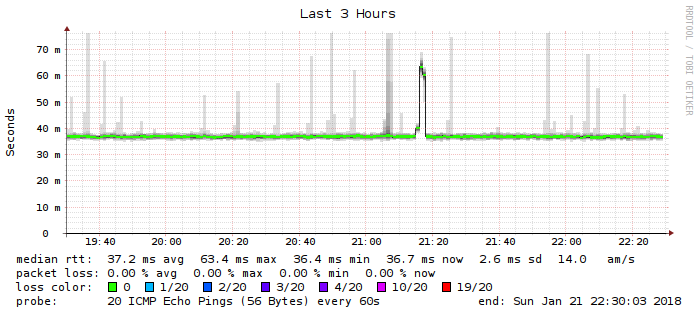 Last 3 Hours
RRDTOOL / TOBI OETIKER
Seconds
70 m
60 m
50 m
40 m
30 m
20 m
10 m
0
19:40 20:00 20:20 20:40 21:00 21:20 21:40 22:00 22:20
median rtt: 37.2 ms avg 63.4 ms max 36.4 ms min 36.7 ms now 2.6 ms sd 14.0 am/s
packet loss: 0.00 % avg 0.00 % max 0.00 % min 0.00 % now
loss color: 0 1/20 2/20 3/20 4/20 10/20 19/20
probe: 20 ICMP Echo Pings (56 Bytes) every 60s end: Sun Jan 21 22:30:03 2018